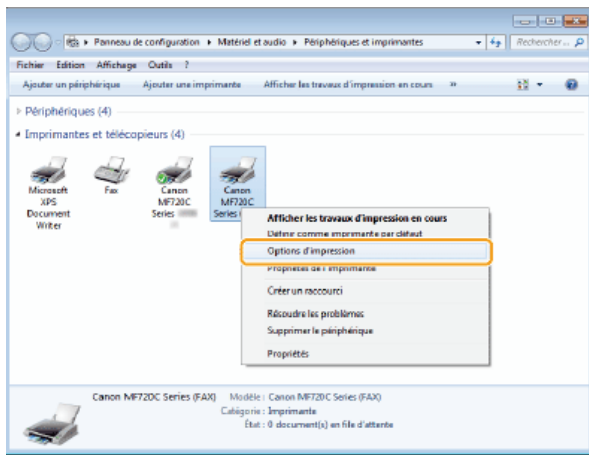 Panneau de configuration ▸ Matériel et audio ▸ Périphériques et imprimantes
Rechercher...
Fichier Edition Affichage Outils ?
Ajouter un périphérique Ajouter une imprimante Afficher les travaux d'impression en cours »
Périphériques (4)
Imprimantes et télécopieurs (4)
Microsoft
XPS
Document
Writer
Fax
Canon
MF720C
Series
Canon
MF720C
Series
Afficher les travaux d'impression en cours
Définir comme imprimante par défaut
Options d'impression
Propriétés de l'imprimante
Créer un raccourci
Résoudre les problèmes
Supprimer le périphérique
Propriétés
Canon MF720C Series (FAX) Modèle : Canon MF720C Series (FAX)
Catégorie : Imprimante
État : 0 document(s) en file d'attente